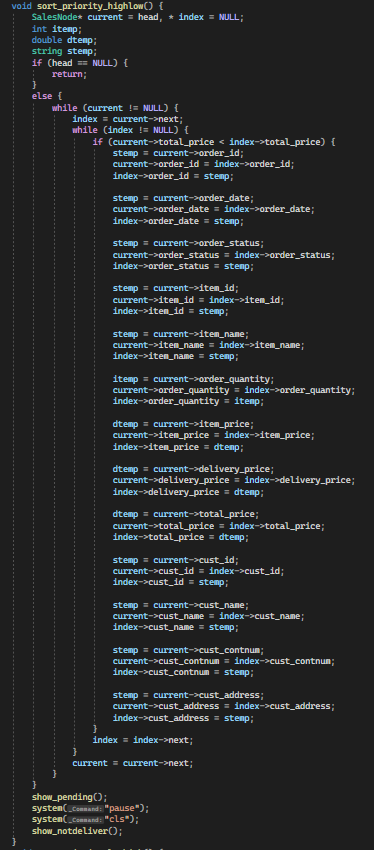 void sort_priority_highlow() {
    SalesNode* current = head, * index = NULL;
    int itemp;
    double dtemp;
    string stemp;
    if (head == NULL) {
        return;
    }
    else {
        while (current != NULL) {
            index = current->next;
            while (index != NULL) {
                if (current->total_price < index->total_price) {
                    stemp = current->order_id;
                    current->order_id = index->order_id;
                    index->order_id = stemp;

                    stemp = current->order_date;
                    current->order_date = index->order_date;
                    index->order_date = stemp;

                    stemp = current->order_status;
                    current->order_status = index->order_status;
                    index->order_status = stemp;

                    stemp = current->item_id;
                    current->item_id = index->item_id;
                    index->item_id = stemp;

                    stemp = current->item_name;
                    current->item_name = index->item_name;
                    index->item_name = stemp;

                    itemp = current->order_quantity;
                    current->order_quantity = index->order_quantity;
                    index->order_quantity = itemp;

                    dtemp = current->item_price;
                    current->item_price = index->item_price;
                    index->item_price = dtemp;

                    dtemp = current->delivery_price;
                    current->delivery_price = index->delivery_price;
                    index->delivery_price = dtemp;

                    dtemp = current->total_price;
                    current->total_price = index->total_price;
                    index->total_price = dtemp;

                    stemp = current->cust_id;
                    current->cust_id = index->cust_id;
                    index->cust_id = stemp;

                    stemp = current->cust_name;
                    current->cust_name = index->cust_name;
                    index->cust_name = stemp;

                    stemp = current->cust_contnum;
                    current->cust_contnum = index->cust_contnum;
                    index->cust_contnum = stemp;

                    stemp = current->cust_address;
                    current->cust_address = index->cust_address;
                    index->cust_address = stemp;
                }
                index = index->next;
            }
            current = current->next;
        }
    }
    show_pending();
    system(_Command:"pause");
    system(_Command:"cls");
    show_notdeliver();
}